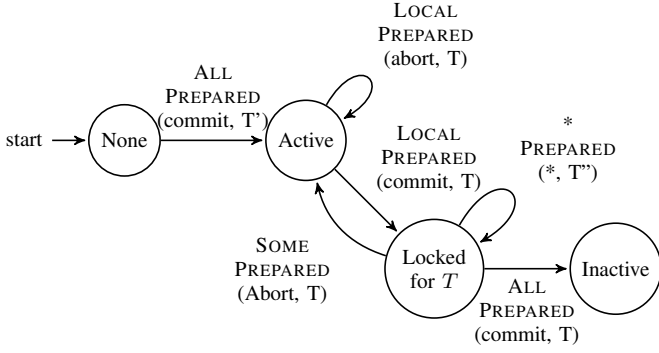 LOCAL
PREPARED
(abort, T)
ALL
PREPARED
(commit, T’)
start
None
Active
LOCAL
PREPARED
(commit, T)
*
PREPARED
(*, T”)
SOME
PREPARED
(Abort, T)
Locked
for T
Inactive
ALL
PREPARED
(commit, T)